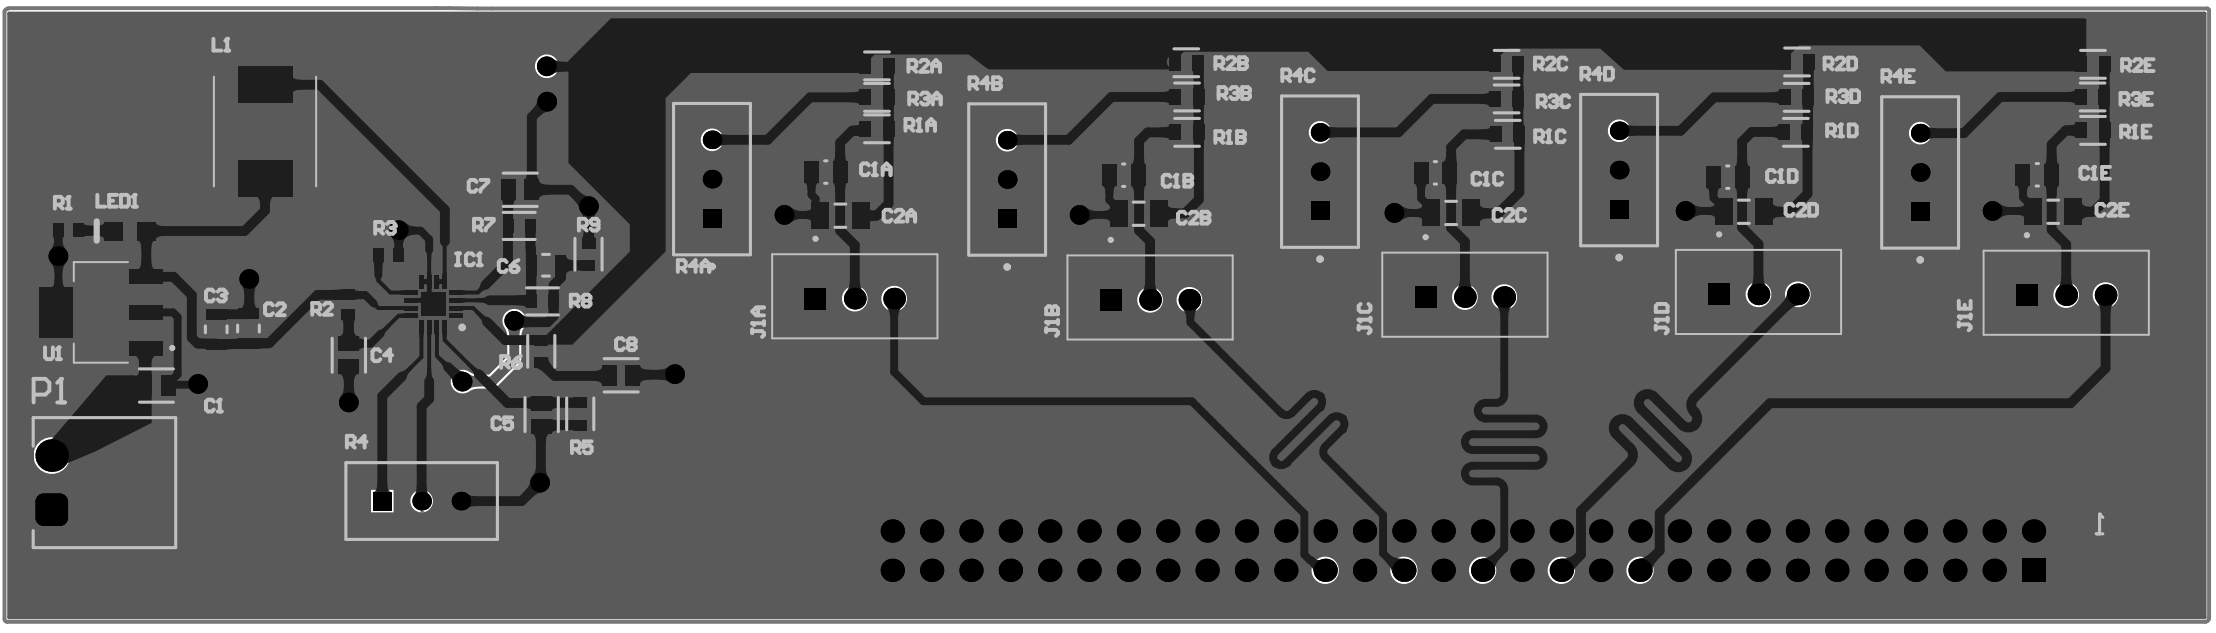 L1
R1
LED1
U1
P1
C3
C2
C1
R2
R3
C4
R4
IC1
C7
R7
R9
C6
R8
R6
C8
C5
R5
R4A
R2A
R3A
R1A
C1A
C2A
J1A
R4B
R2B
R3B
R1B
C1B
C2B
J1B
R4C
R2C
R3C
R1C
C1C
C2C
J1C
R4D
R2D
R3D
R1D
C1D
C2D
J1D
R4E
R2E
R3E
R1E
C1E
C2E
J1E
1